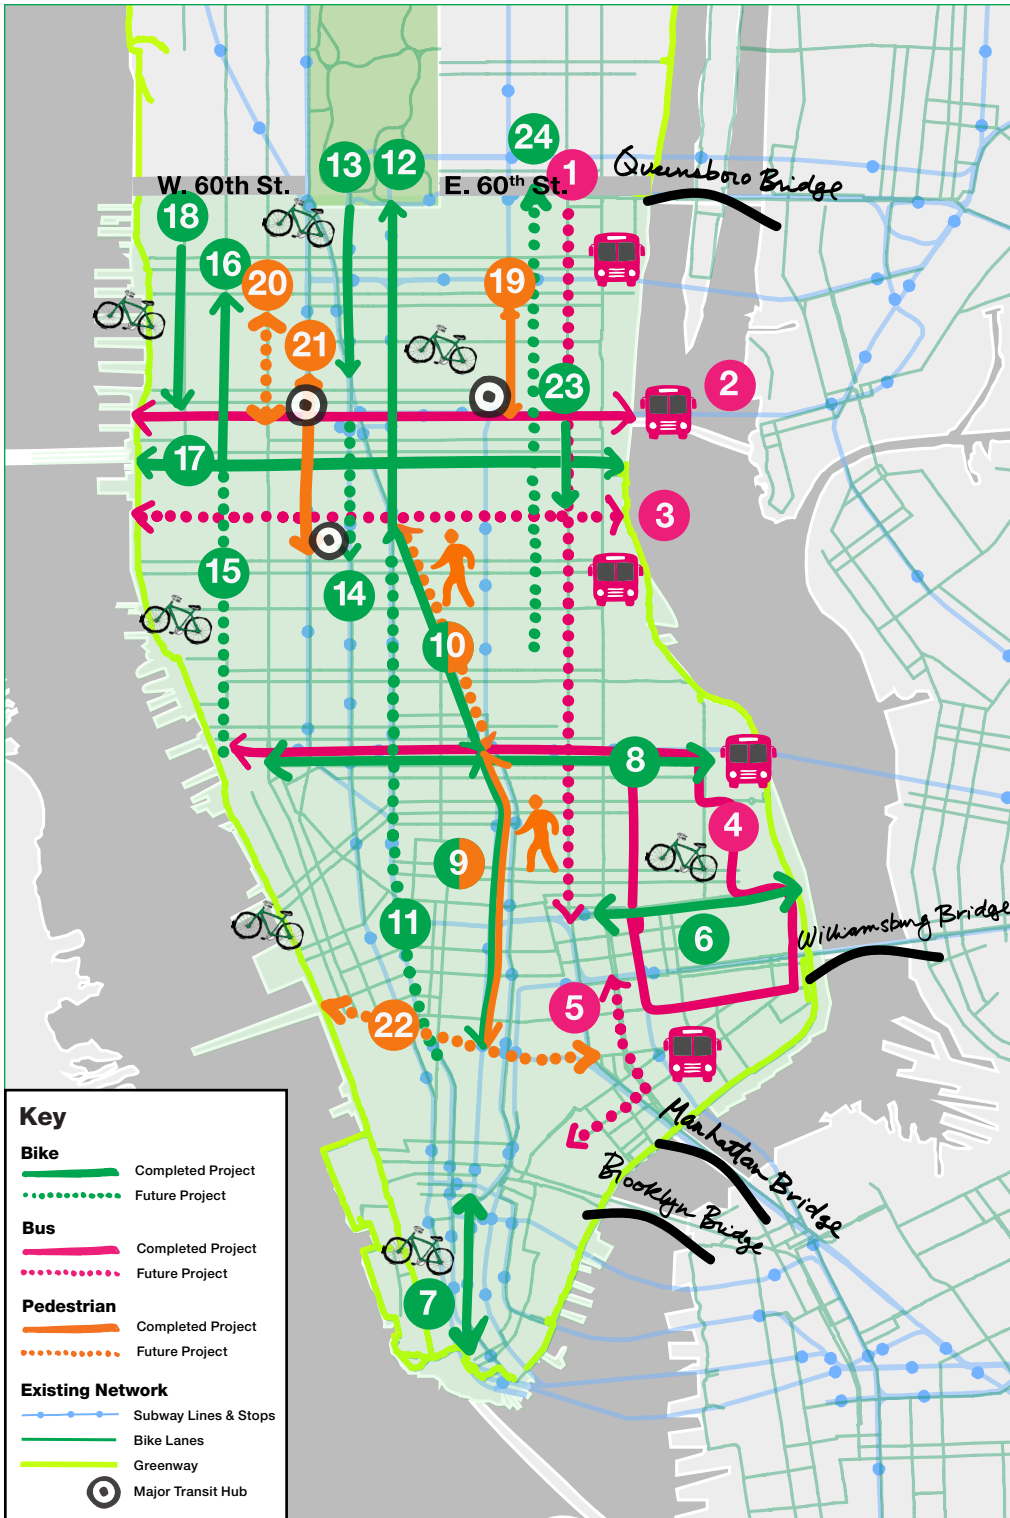 24
13
12
1
W. 60th St.
E. 60th St.
Queensboro Bridge
18
16
20
19
21
2
23
17
3
15
14
10
8
4
9
11
6
Williamsburg Bridge
5
22
Manhattan Bridge
Brooklyn Bridge
7
Key
Bike
Completed Project
Future Project
Bus
Completed Project
Future Project
Pedestrian
Completed Project
Future Project
Existing Network
Subway Lines & Stops
Bike Lanes
Greenway
Major Transit Hub